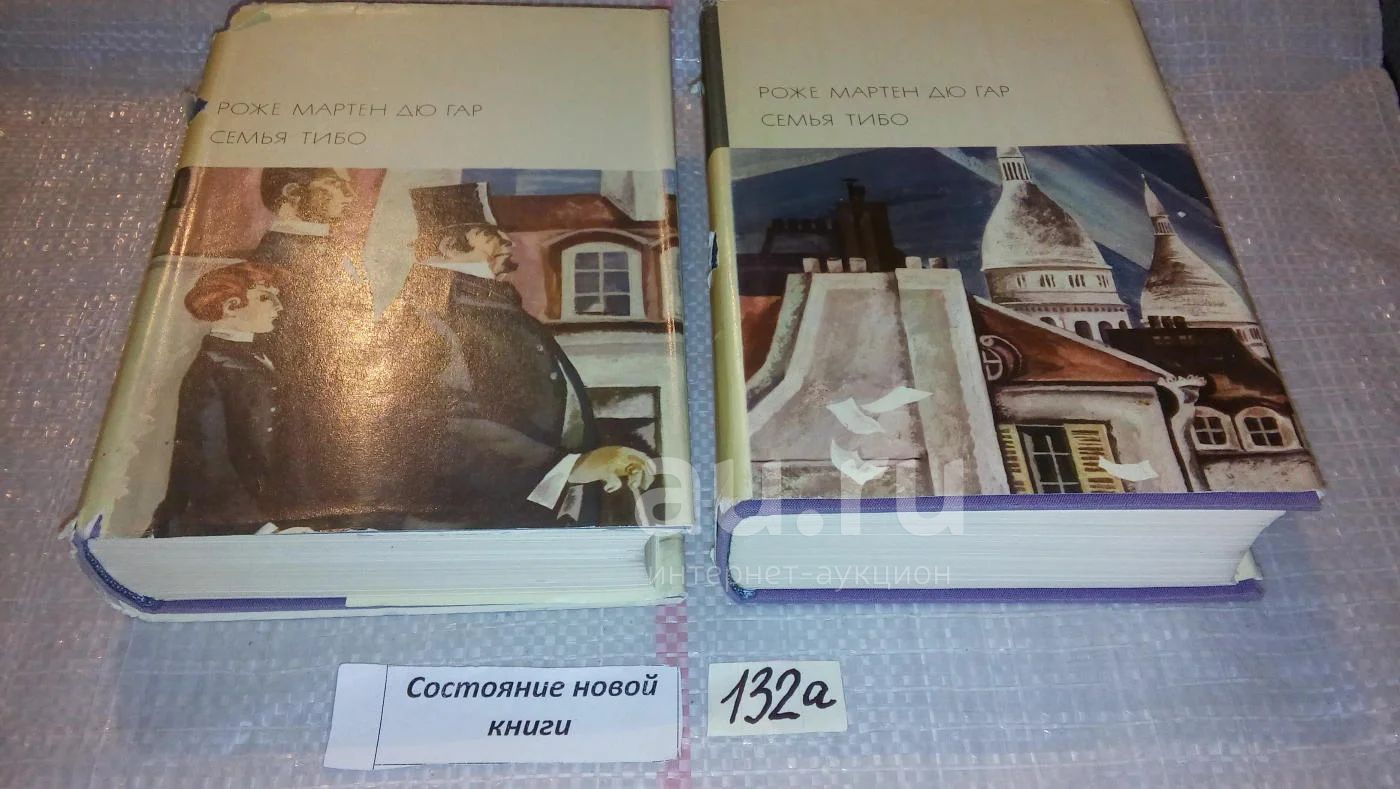 РОЖЕ МАРТЕН ДЮ ГАР
СЕМЬЯ ТИБО
РОЖЕ МАРТЕН ДЮ ГАР
СЕМЬЯ ТИБО
au.ru
интернет-аукцион
Состояние новой
книги
132а